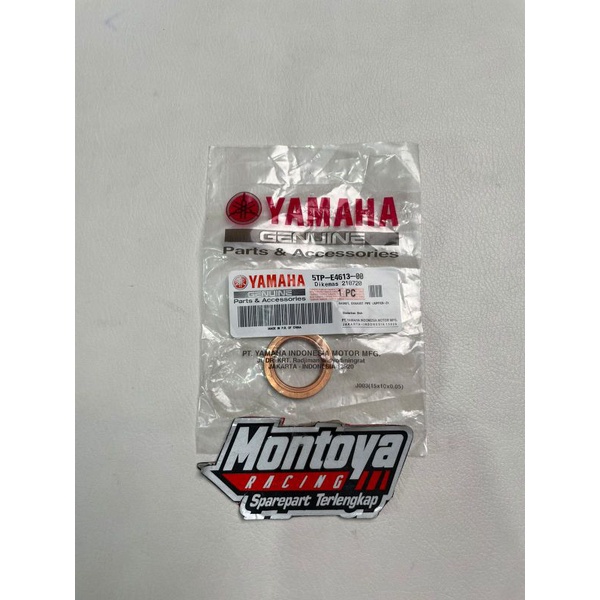 YAMAHA
GENUINE
Parts & Accessories
YAMAHA
GENUINE
Parts & Accessories
5TP-E4613-00
Dikemas 210720
1 PC
PT. YAMAHA INDONESIA MOTOR MFG.
JAKARTA - INDONESIA
Montoya
RACING
Sparepart Terlengkap